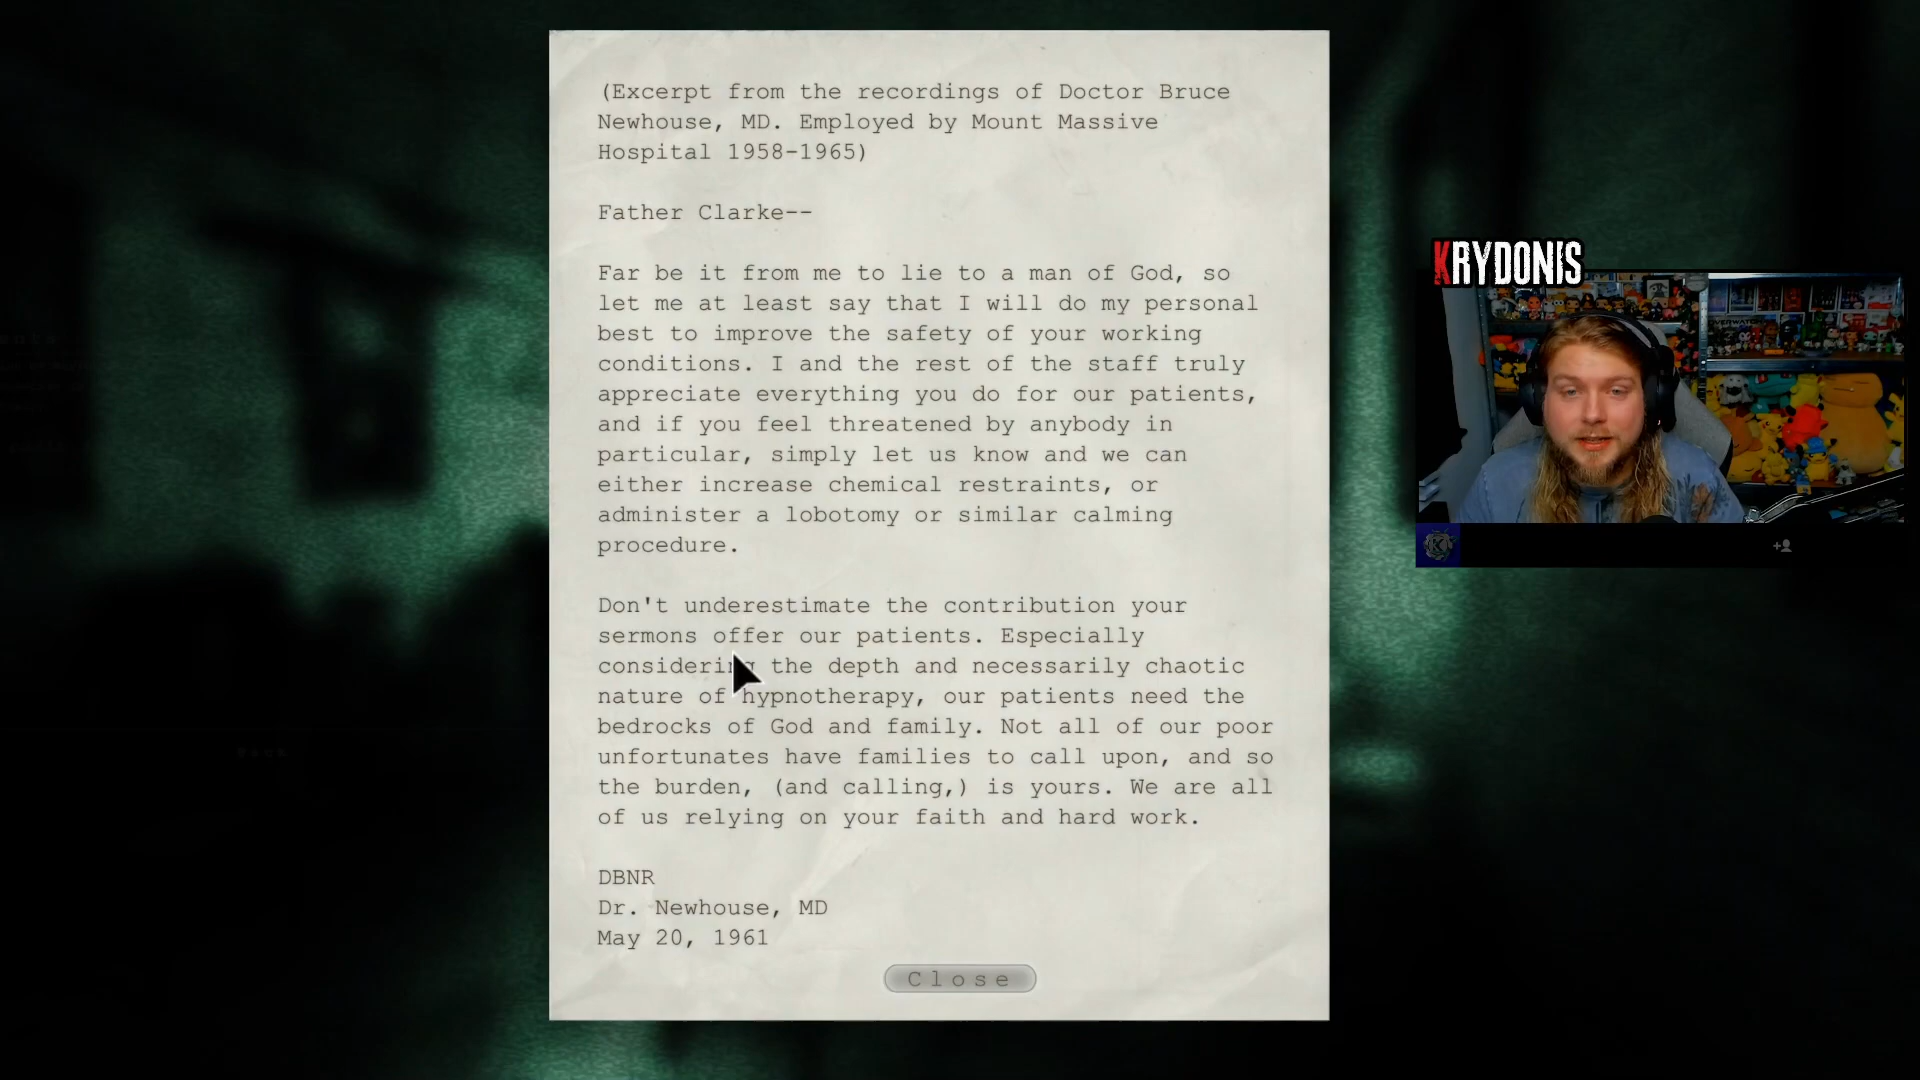 (Excerpt from the recordings of Doctor Bruce
Newhouse, MD. Employed by Mount Massive
Hospital 1958-1965)
Father Clarke--
Far be it from me to lie to a man of God, so
let me at least say that I will do my personal
best to improve the safety of your working
conditions. I and the rest of the staff truly
appreciate everything you do for our patients,
and if you feel threatened by anybody in
particular, simply let us know and we can
either increase chemical restraints, or
administer a lobotomy or similar calming
procedure.
Don't underestimate the contribution your
sermons offer our patients. Especially
considering the depth and necessarily chaotic
nature of hypnotherapy, our patients need the
bedrocks of God and family. Not all of our poor
unfortunates have families to call upon, and so
the burden, (and calling,) is yours. We are all
of us relying on your faith and hard work.
DBNR
Dr. Newhouse, MD
May 20, 1961
Close
KRYDONIS